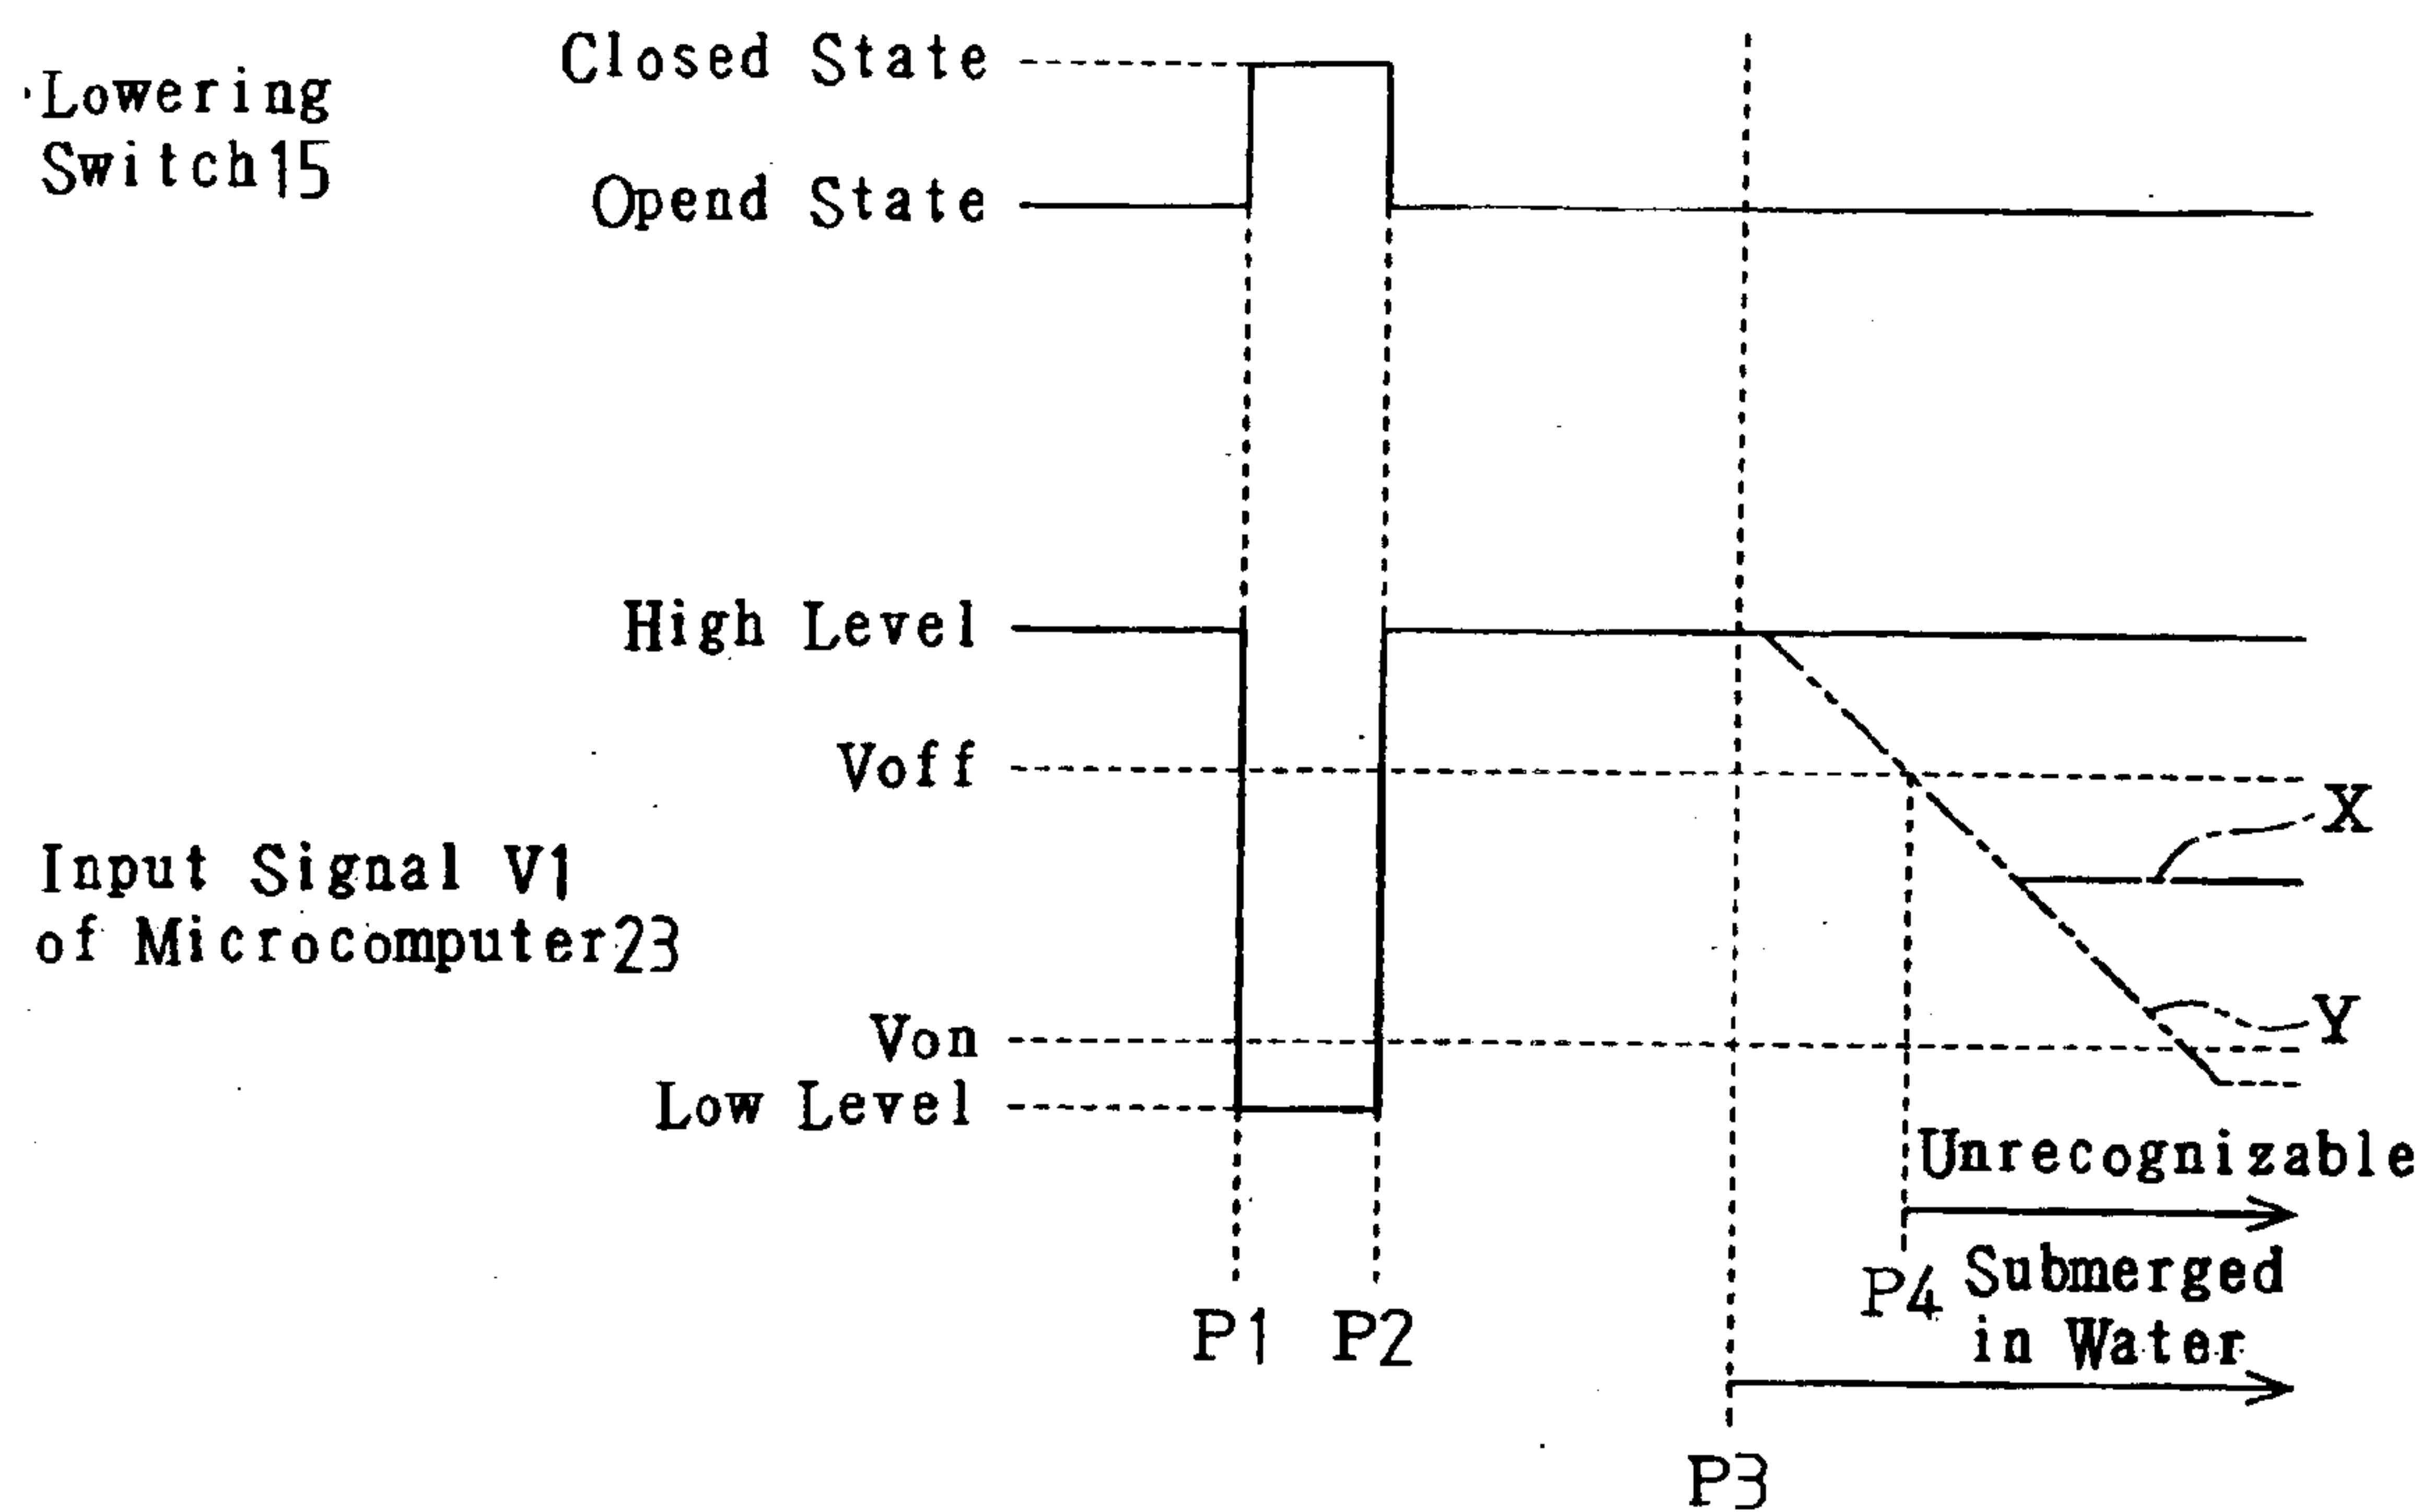 Closed State
Lowering
Switch15
Opend State
High Level
Voff
X
Input Signal V1
of Microcomputer23
Y
Von
Low Level
Unrecognizable
P4 Submerged
in Water
P1 P2
P3